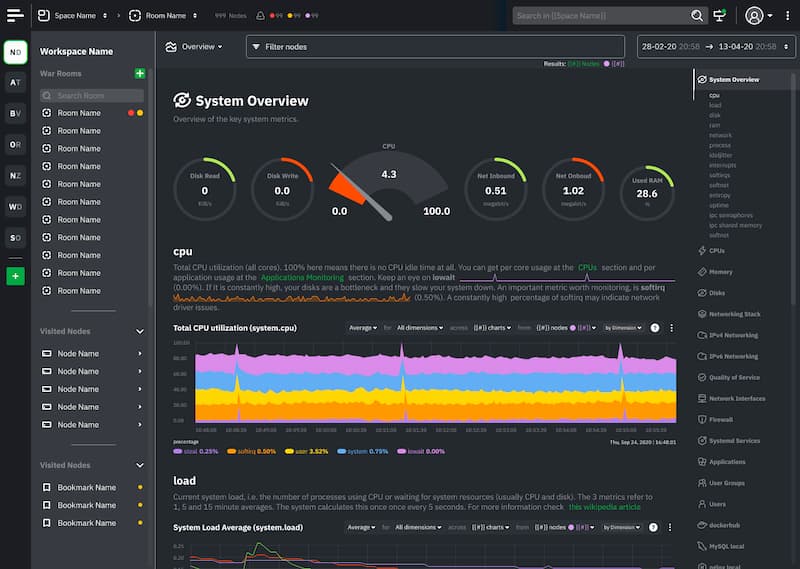 Space Name
Room Name
999 Nodes
99
99
99
Search in [[Space Name]]
ND
AT
BV
OR
NZ
WD
SD
+
Workspace Name
War Rooms
Search Room
Room Name
Room Name
Room Name
Room Name
Room Name
Room Name
Room Name
Room Name
Room Name
Room Name
Room Name
Visited Nodes
Node Name
Node Name
Node Name
Node Name
Node Name
Visited Nodes
Bookmark Name
Bookmark Name
Bookmark Name
Overview
Filter nodes
28-02-20 20:58 → 13-04-20 20:58
Results: [[#] Nodes [[#]
System Overview
Overview of the key system metrics.
Disk Read
0
KiB/s
Disk Write
0.0
KiB/s
CPU
4.3
0.0
100.0
Net Inbound
0.51
megabit/s
Net Onboud
1.02
megabit/s
Used RAM
28.6
%
cpu
Total CPU utilization (all cores). 100% here means there is no CPU idle time at all. You can get per core usage at the CPUs section and per
application usage at the Applications Monitoring section. Keep an eye on iowait
(0.00%). If it is constantly high, your disks are a bottleneck and they slow your system down. An important metric worth monitoring, is softirq
(0.50%). A constantly high percentage of softirq may indicate network
driver issues.
Total CPU utilization (system.cpu)
Average for All dimensions across [[#] charts from [[#] nodes [[#] by Dimension
100.00
80.00
60.00
40.00
20.00
0.00
percentage
Thu, Sep 24, 2020 | 16:48:01
steal 0.25%
softirq 0.50%
user 3.52%
system 0.75%
iowait 0.00%
load
Current system load, i.e. the number of processes using CPU or waiting for system resources (usually CPU and disk). The 3 metrics refer to
1, 5 and 15 minute averages. The system calculates this once every 5 seconds. For more information check this wikipedia article
System Load Average (system.load)
Average for All dimensions across [[#] charts from [[#] nodes [[#] by Dimension
0.25
0.20
System Overview
cpu
load
disk
ram
network
process
idlejitter
interrupts
softirqs
softnet
entropy
uptime
ipc semaphores
ipc shared memory
softnet
CPUs
Memory
Disks
Networking Stack
IPv4 Networking
IPv6 Networking
Quality of Service
Network Interfaces
Firewall
Systemd Services
Applications
User Groups
Users
dockerhub
MySQL local